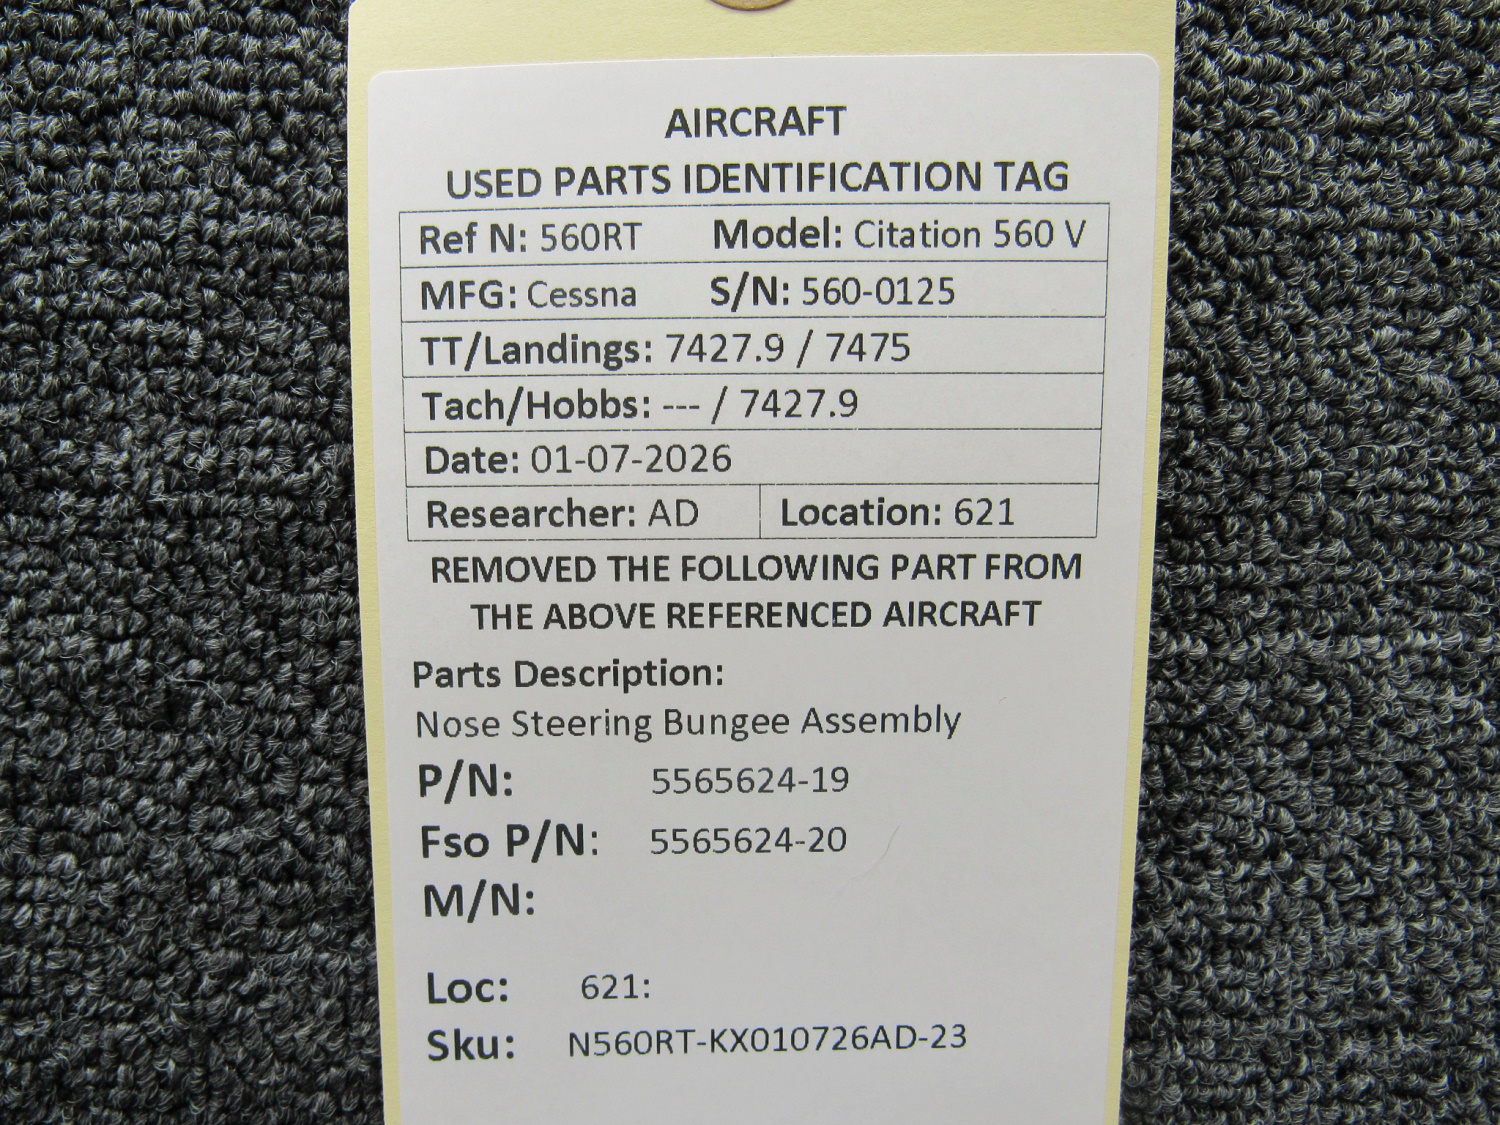 AIRCRAFT
USED PARTS IDENTIFICATION TAG
Ref N: 560RT Model: Citation 560 V
MFG: Cessna S/N: 560-0125
TT/Landings: 7427.9 / 7475
Tach/Hobbs: --- / 7427.9
Date: 01-07-2026
Researcher: AD Location: 621
REMOVED THE FOLLOWING PART FROM
THE ABOVE REFERENCED AIRCRAFT
Parts Description:
Nose Steering Bungee Assembly
P/N: 5565624-19
Fso P/N: 5565624-20
M/N:
Loc: 621:
Sku: N560RT-KX010726AD-23